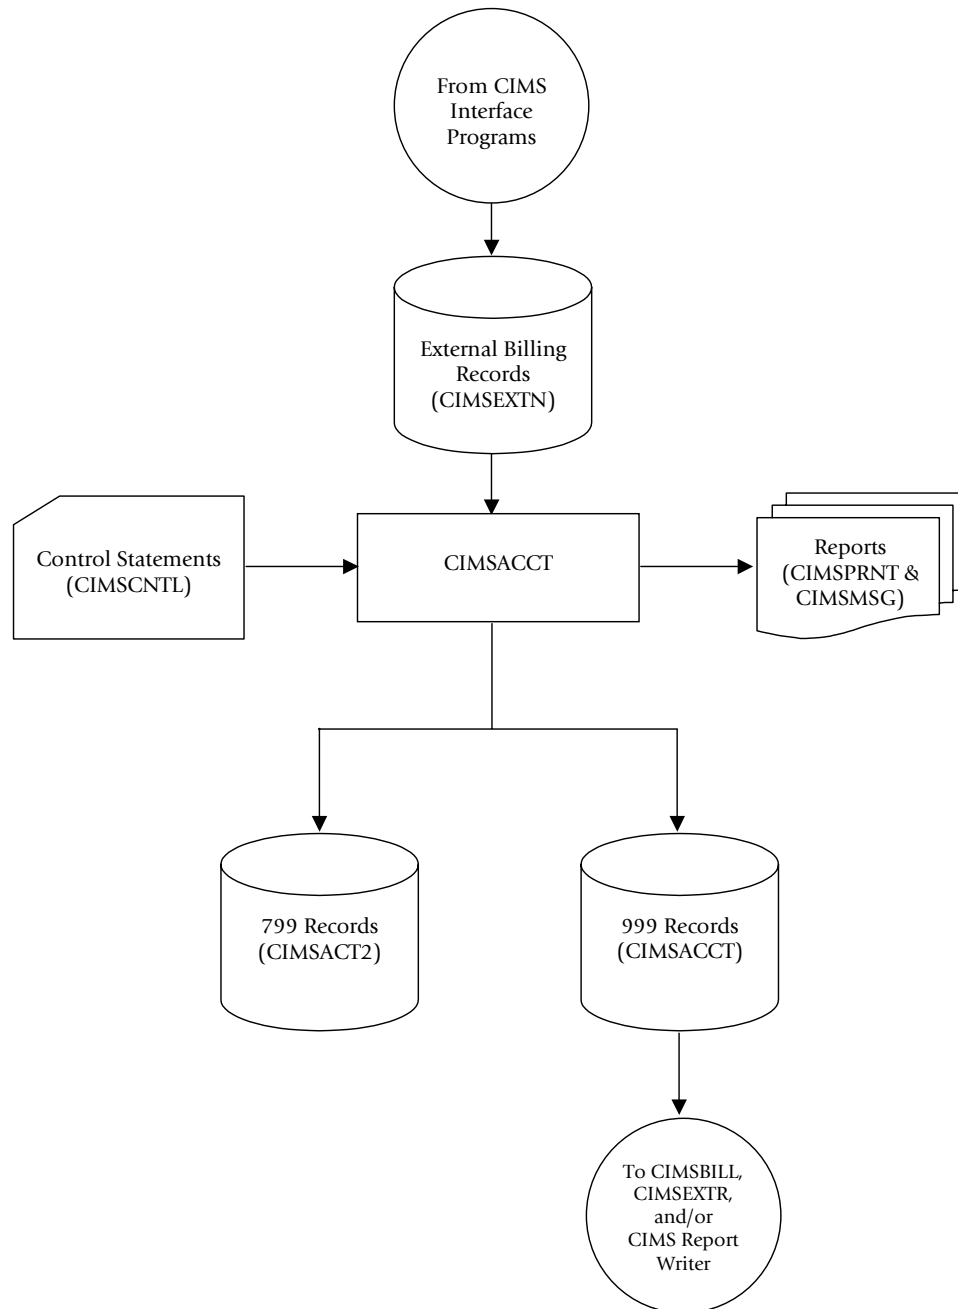 From CIMS
Interface
Programs
External Billing
Records
(CIMSEXTN)
Control Statements
(CIMSCNTL)
CIMSACCT
Reports
(CIMSPRNT &
CIMSMSG)
799 Records
(CIMSACT2)
999 Records
(CIMSACCT)
To CIMSBILL,
CIMSEXTR,
and/or
CIMS Report
Writer